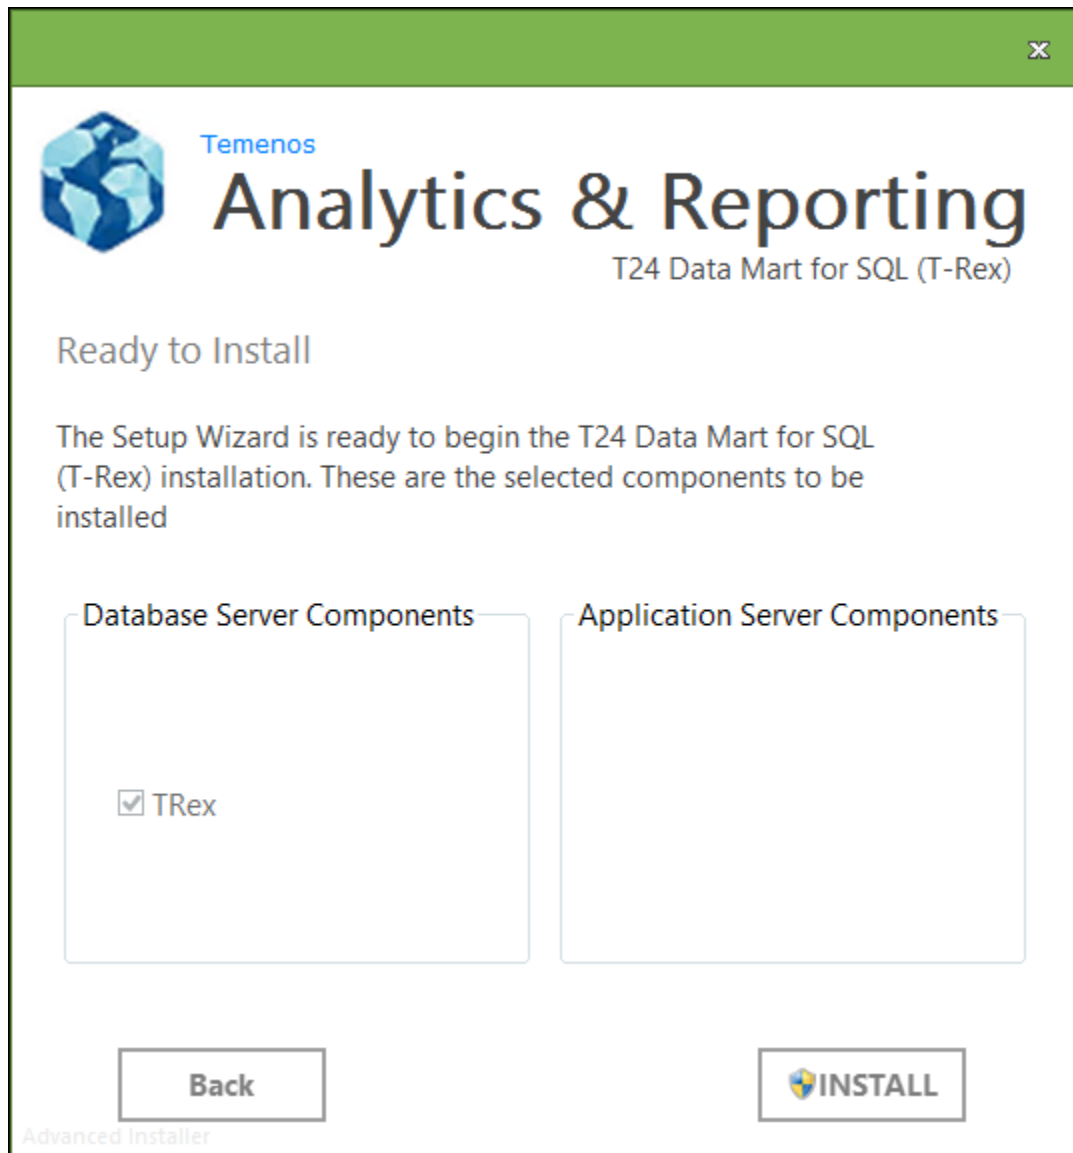 Temenos
Analytics & Reporting
T24 Data Mart for SQL (T-Rex)
Ready to Install
The Setup Wizard is ready to begin the T24 Data Mart for SQL
(T-Rex) installation. These are the selected components to be
installed
Database Server Components
Application Server Components
TRex
Back
INSTALL
Advanced Installer